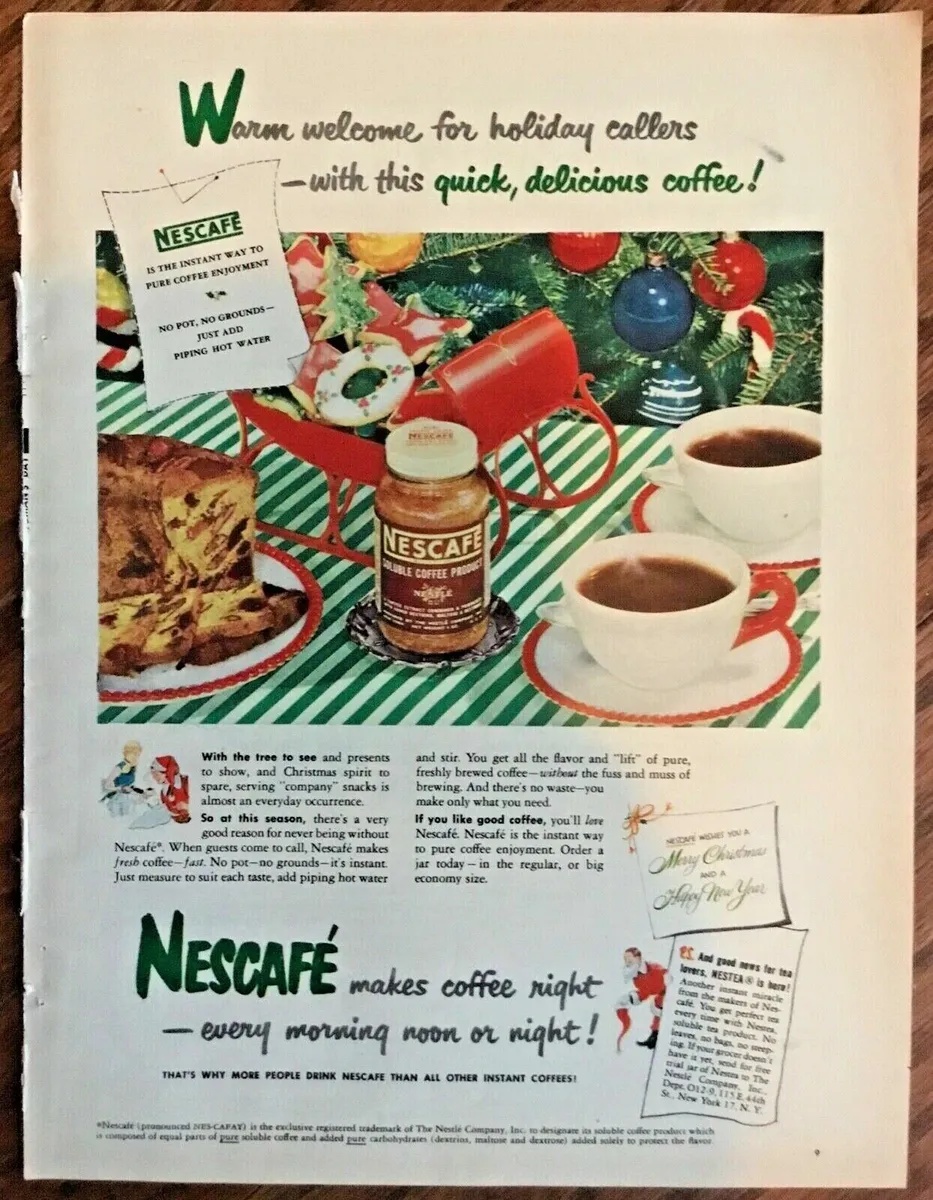 Warm welcome for holiday callers
—with this quick, delicious coffee!
NESCAFÉ
IS THE INSTANT WAY TO
PURE COFFEE ENJOYMENT
NO POT, NO GROUNDS—
JUST ADD
PIPING HOT WATER
NESCAFÉ
NESCAFÉ
SOLUBLE COFFEE PRODUCT
NESTLÉ
With the tree to see and presents
to show, and Christmas spirit to
spare, serving "company" snacks is
almost an everyday occurrence.
So at this season, there's a very
good reason for never being without
Nescafé®. When guests come to call, Nescafé makes
fresh coffee—fast. No pot—no grounds—it's instant.
Just measure to suit each taste, add piping hot water
and stir. You get all the flavor and "lift" of pure,
freshly brewed coffee—without the fuss and muss of
brewing. And there's no waste—you
make only what you need.
If you like good coffee, you'll love
Nescafé. Nescafé is the instant way
to pure coffee enjoyment. Order a
jar today—in the regular, or big
economy size.
NESCAFÉ WISHES YOU A
Merry Christmas
AND A
Happy New Year
NESCAFÉ makes coffee right
—every morning noon or night!
THAT'S WHY MORE PEOPLE DRINK NESCAFE THAN ALL OTHER INSTANT COFFEES!
P.S. And good news for tea
lovers, NESTEA® is here!
Another instant miracle
from the makers of Nes-
café. You get perfect tea
every time with Nestea,
soluble tea product. No
leaves, no bags, no steep-
ing. If your grocer doesn't
have it yet, send for free
trial jar of Nestea to The
Nestlé Company, Inc.,
Dept. O12-9, 115 E. 44th
St., New York 17, N. Y.
*Nescafé (pronounced NES-CAFAY) is the exclusive registered trademark of The Nestlé Company, Inc. to designate its soluble coffee product which
is composed of equal parts of pure soluble coffee and added pure carbohydrates (dextrins, maltose and dextrose) added solely to protect the flavor.
9